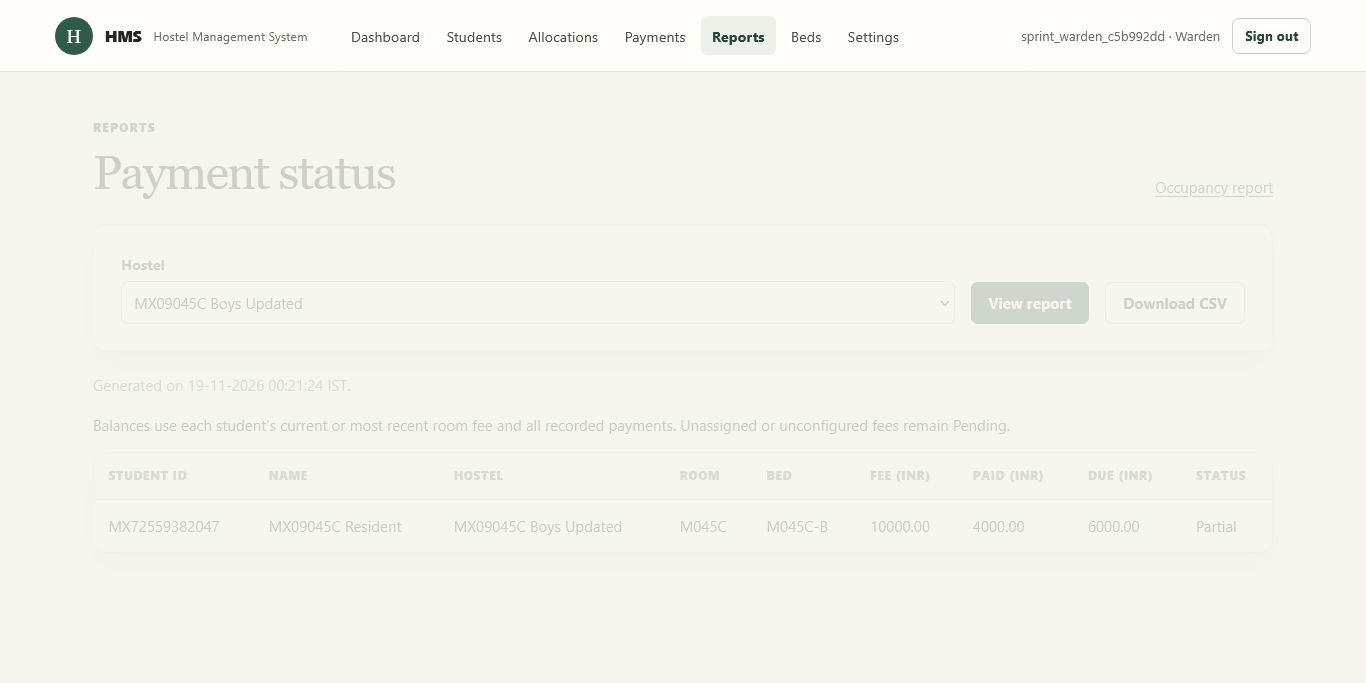 H HMS Hostel Management System Dashboard Students Allocations Payments Reports Beds Settings sprint_warden_c5b992dd · Warden Sign out
REPORTS
Payment status
Occupancy report
Hostel
MX09045C Boys Updated View report Download CSV
Generated on 19-11-2026 00:21:24 IST.
Balances use each student's current or most recent room fee and all recorded payments. Unassigned or unconfigured fees remain Pending.
STUDENT ID NAME HOSTEL ROOM BED FEE (INR) PAID (INR) DUE (INR) STATUS
MX72559382047 MX09045C Resident MX09045C Boys Updated M045C M045C-B 10000.00 4000.00 6000.00 Partial